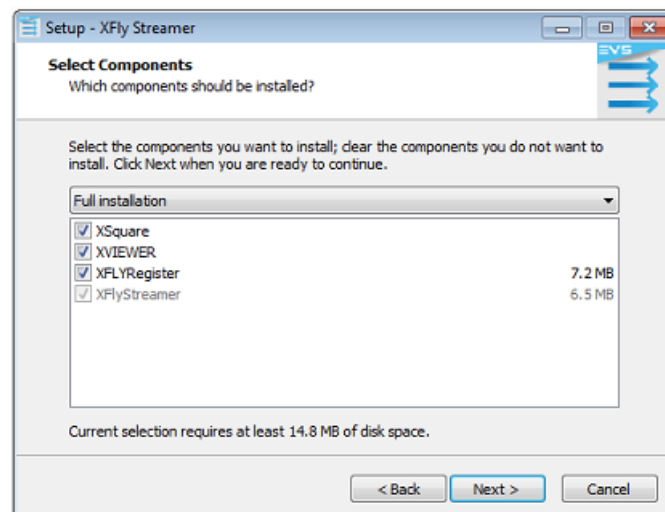 Setup - XFly Streamer
EVS
Select Components
Which components should be installed?
Select the components you want to install; clear the components you do not want to
install. Click Next when you are ready to continue.
Full installation
XSquare
XVIEWER
XFLYRegister 7.2 MB
XFlyStreamer 6.5 MB
Current selection requires at least 14.8 MB of disk space.
< Back Next > Cancel